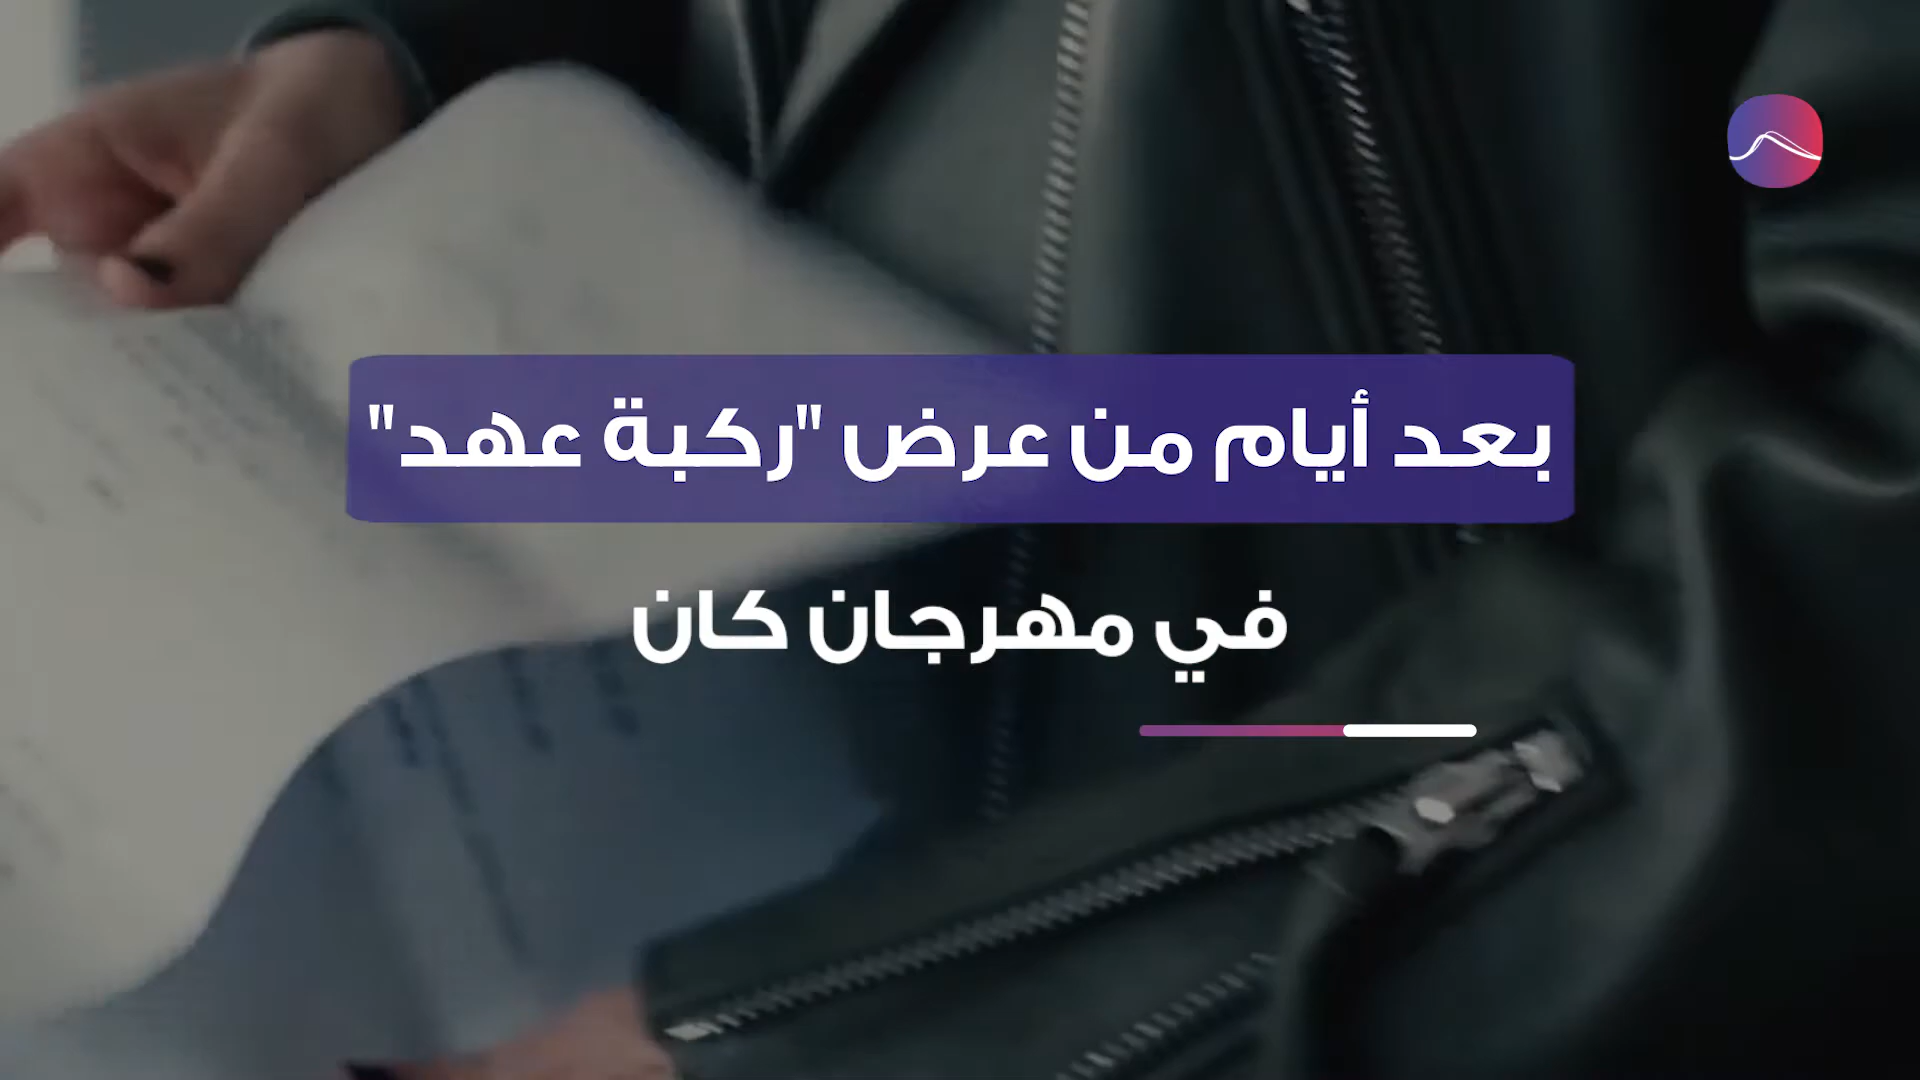 بعد أيام من عرض "ركبة عهد"
في مهرجان كان